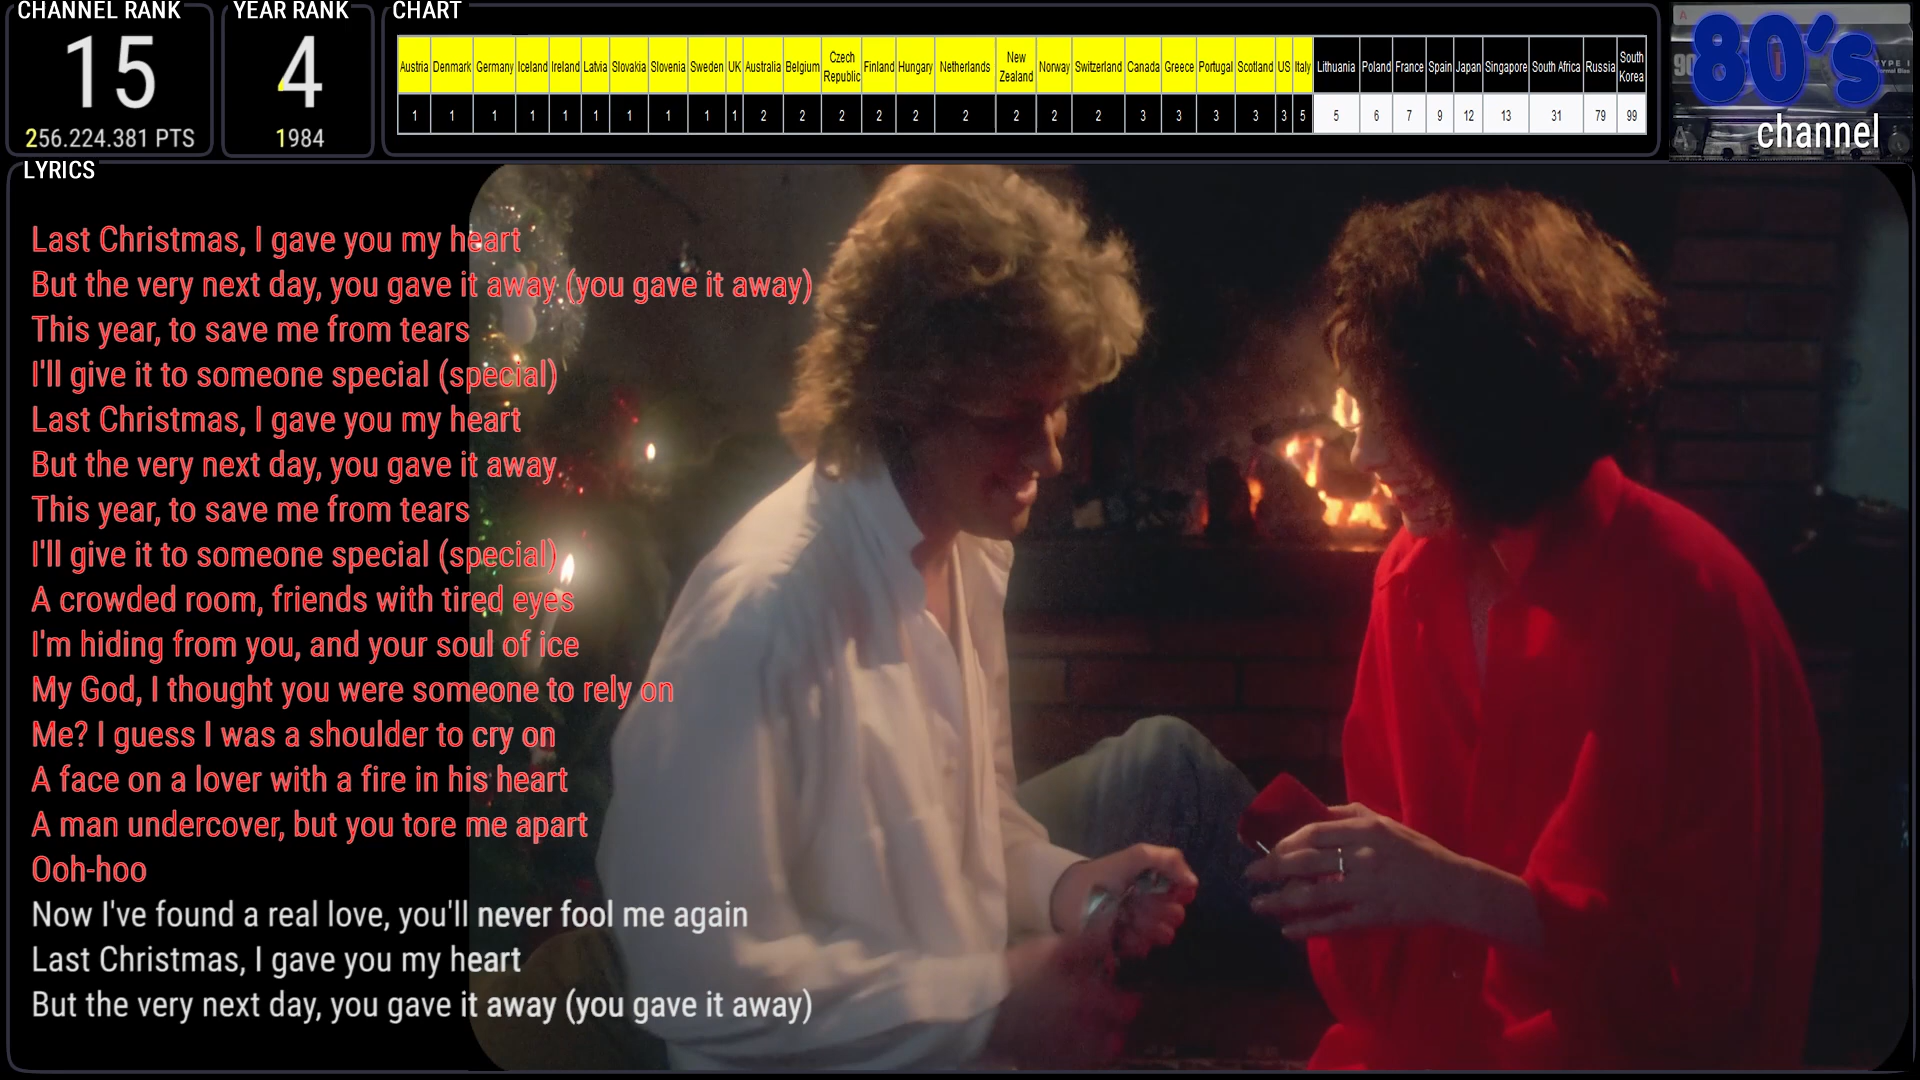 CHANNEL RANK
15
256.224.381 PTS
YEAR RANK
4
1984
CHART
Austria Denmark Germany Iceland Ireland Latvia Slovakia Slovenia Sweden UK Australia Belgium Czech Republic Finland Hungary Netherlands New Zealand Norway Switzerland Canada Greece Portugal Scotland US Italy Lithuania Poland France Spain Japan Singapore South Africa Russia South Korea
1 1 1 1 1 1 1 1 1 1 2 2 2 2 2 2 2 2 2 3 3 3 3 3 5 5 6 7 9 12 13 31 79 99
80's
channel
LYRICS
Last Christmas, I gave you my heart
But the very next day, you gave it away (you gave it away)
This year, to save me from tears
I'll give it to someone special (special)
Last Christmas, I gave you my heart
But the very next day, you gave it away
This year, to save me from tears
I'll give it to someone special (special)
A crowded room, friends with tired eyes
I'm hiding from you, and your soul of ice
My God, I thought you were someone to rely on
Me? I guess I was a shoulder to cry on
A face on a lover with a fire in his heart
A man undercover, but you tore me apart
Ooh-hoo
Now I've found a real love, you'll never fool me again
Last Christmas, I gave you my heart
But the very next day, you gave it away (you gave it away)